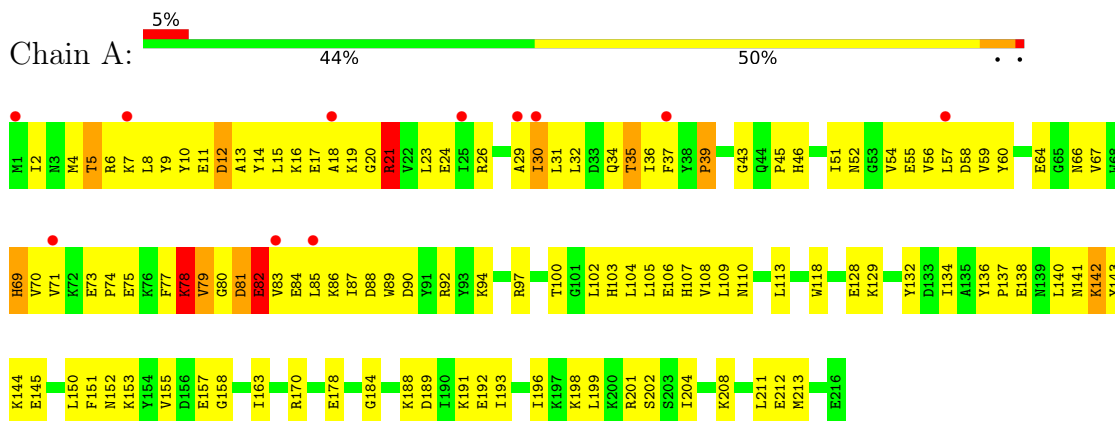 5%
Chain A:
44% 50% . .
M1 I2 N3 M4 T5 R6 K7 L8 Y9 Y10 E11 D12 A13 Y14 L15 K16 E17 A18 K19 G20 R21 V22 L23 E24 I25 R26 A29 I30 L31 L32 D33 Q34 T35 I36 F37 Y38 P39 G43 Q44 P45 H46 I51 N52 G53 V54 E55 V56 L57 D58 V59 Y60 E64 G65 N66 V67 W68
H69 V70 V71 K72 E73 P74 E75 K76 F77 K78 V79 G80 D81 E82 V83 E84 L85 K86 I87 D88 W89 D90 Y91 R92 Y93 K94 R97 T100 G101 L102 H103 L104 L105 E106 H107 V108 L109 N110 L113 W118 E128 K129 Y132 D133 I134 A135 Y136 P137 E138 N139 L140 N141 K142 Y143
K144 E145 L150 F151 N152 K153 Y154 V155 D156 E157 G158 I163 R170 E178 G184 K188 D189 I190 K191 E192 I193 I196 K197 K198 L199 K200 R201 S202 S203 I204 K208 L211 E212 M213 E216